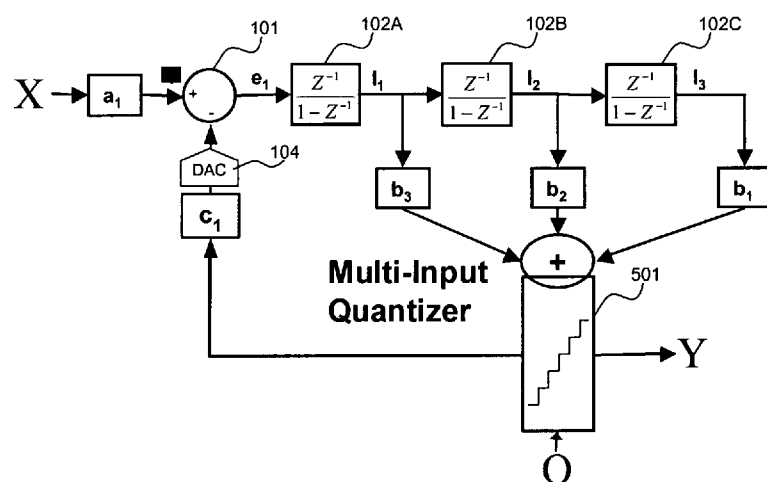 101
102A
102B
102C
X
a₁
+
-
e₁
Z⁻¹
1 - Z⁻¹
I₁
Z⁻¹
1 - Z⁻¹
I₂
Z⁻¹
1 - Z⁻¹
I₃
DAC
104
c₁
b₃
b₂
b₁
+
Multi-Input
Quantizer
501
Y
Q